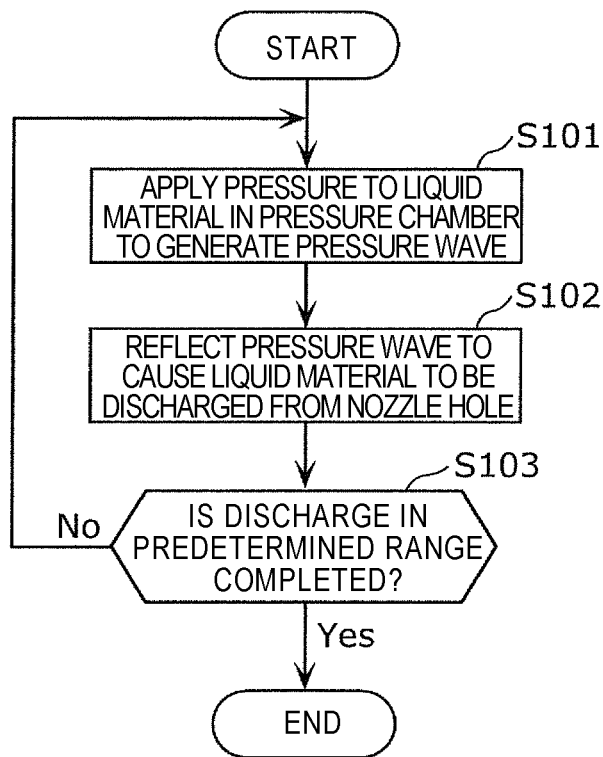 START
S101
APPLY PRESSURE TO LIQUID
MATERIAL IN PRESSURE CHAMBER
TO GENERATE PRESSURE WAVE
S102
REFLECT PRESSURE WAVE TO
CAUSE LIQUID MATERIAL TO BE
DISCHARGED FROM NOZZLE HOLE
S103
No
IS DISCHARGE IN
PREDETERMINED RANGE
COMPLETED?
Yes
END